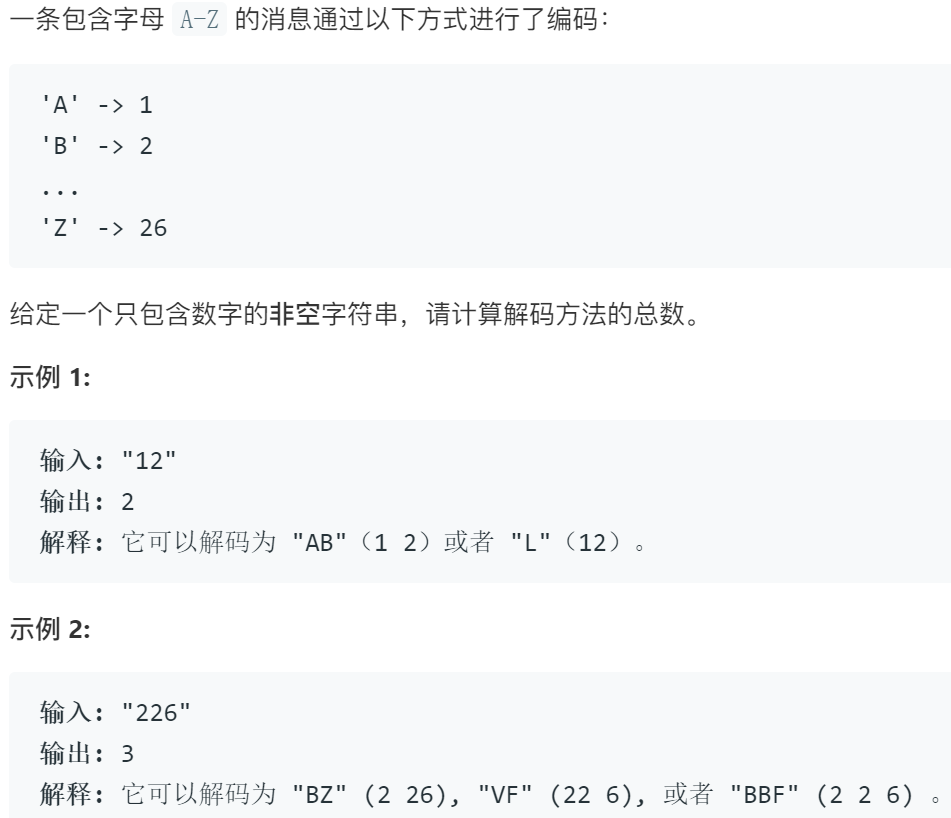 一条包含字母 A-Z 的消息通过以下方式进行了编码：
'A' -> 1
'B' -> 2
...
'Z' -> 26
给定一个只包含数字的非空字符串，请计算解码方法的总数。
示例 1:
输入: "12"
输出: 2
解释: 它可以解码为 "AB"（1 2）或者 "L"（12）。
示例 2:
输入: "226"
输出: 3
解释: 它可以解码为 "BZ" (2 26), "VF" (22 6), 或者 "BBF" (2 2 6) 。